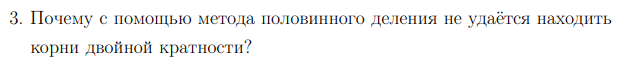 3. Почему с помощью метода половинного деления не удаётся находить
корни двойной кратности?